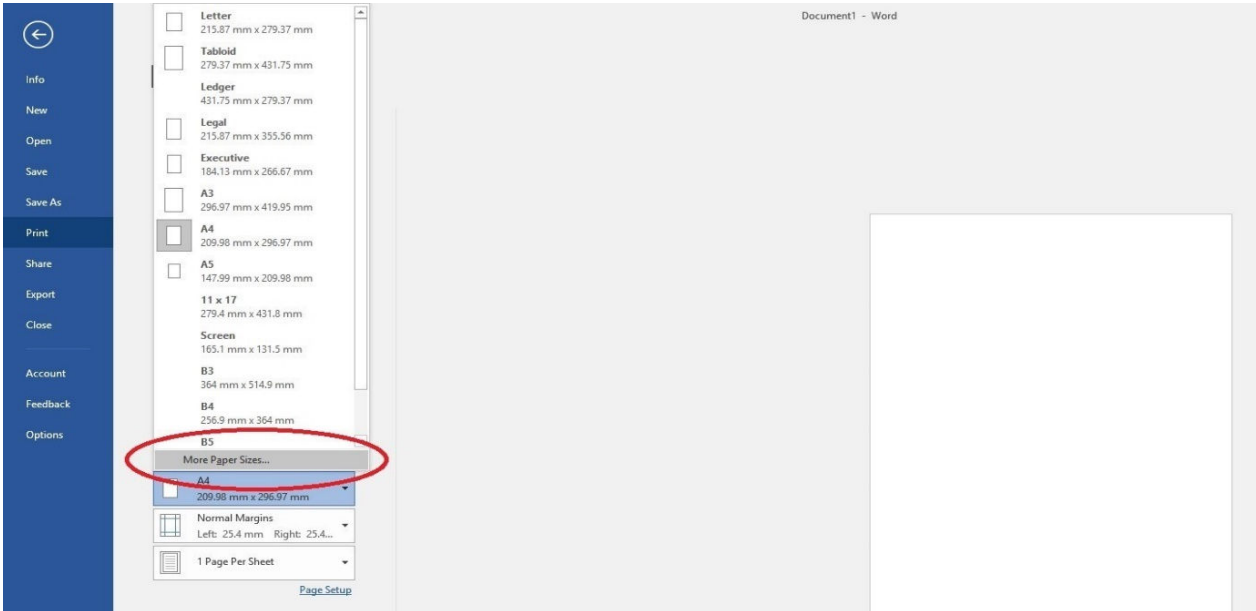 Document1 - Word
Info
New
Open
Save
Save As
Print
Share
Export
Close
Account
Feedback
Options
Letter
215.87 mm x 279.37 mm
Tabloid
279.37 mm x 431.75 mm
Ledger
431.75 mm x 279.37 mm
Legal
215.87 mm x 355.56 mm
Executive
184.13 mm x 266.67 mm
A3
296.97 mm x 419.95 mm
A4
209.98 mm x 296.97 mm
A5
147.99 mm x 209.98 mm
11 x 17
279.4 mm x 431.8 mm
Screen
165.1 mm x 131.5 mm
B3
364 mm x 514.9 mm
B4
256.9 mm x 364 mm
B5
More Paper Sizes...
A4
209.98 mm x 296.97 mm
Normal Margins
Left: 25.4 mm Right: 25.4...
1 Page Per Sheet
Page Setup